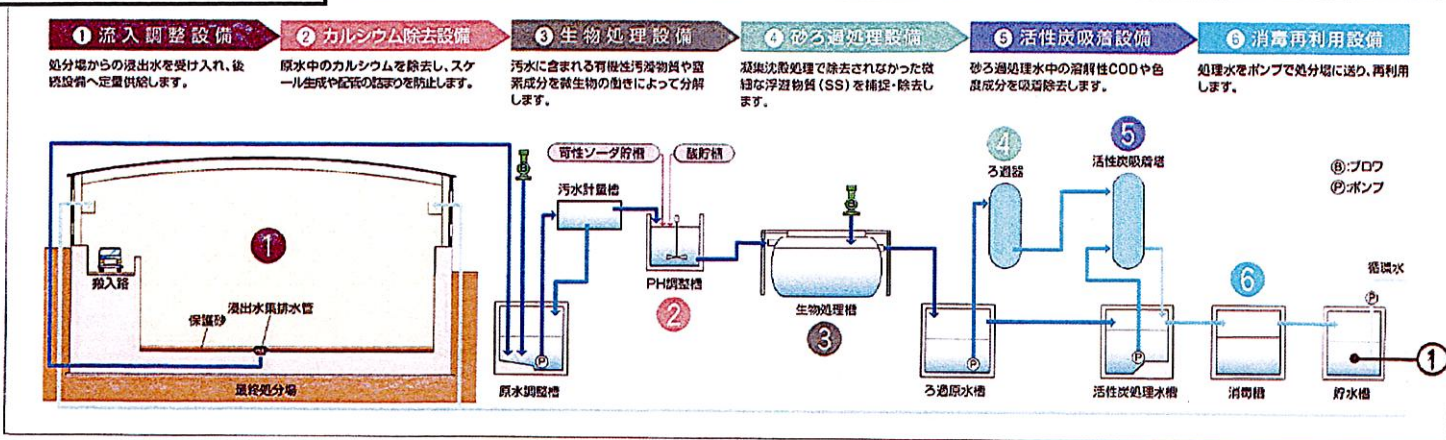 ❶ 流入調整設備
処分場からの浸出水を受け入れ、後
続設備へ定量供給します。
② カルシウム除去設備
原水中のカルシウムを除去し、スケ
ール生成や配管の詰まりを防止します。
③ 生物処理設備
汚水に含まれる有機性汚濁物質や窒
素成分を微生物の働きによって分解
します。
④ 砂ろ過処理設備
凝集沈殿処理で除去されなかった微
細な浮遊物質(SS)を捕捉・除去し
ます。
⑤ 活性炭吸着設備
砂ろ過処理水中の溶解性CODや色
度成分を吸着除去します。
⑥ 消毒再利用設備
処理水をポンプで処分場に送り、再利用
します。
1
搬入路
保護砂
浸出水集排水管
最終処分場
原水調整槽
P
汚水計量槽
苛性ソーダ貯槽
酸貯槽
PH調整槽
2
生物処理槽
3
4
ろ過器
ろ過原水槽
P
5
活性炭吸着塔
活性炭処理水槽
P
Ⓑ:ブロワ
Ⓟ:ポンプ
6
消毒槽
循環水
P
貯水槽
①